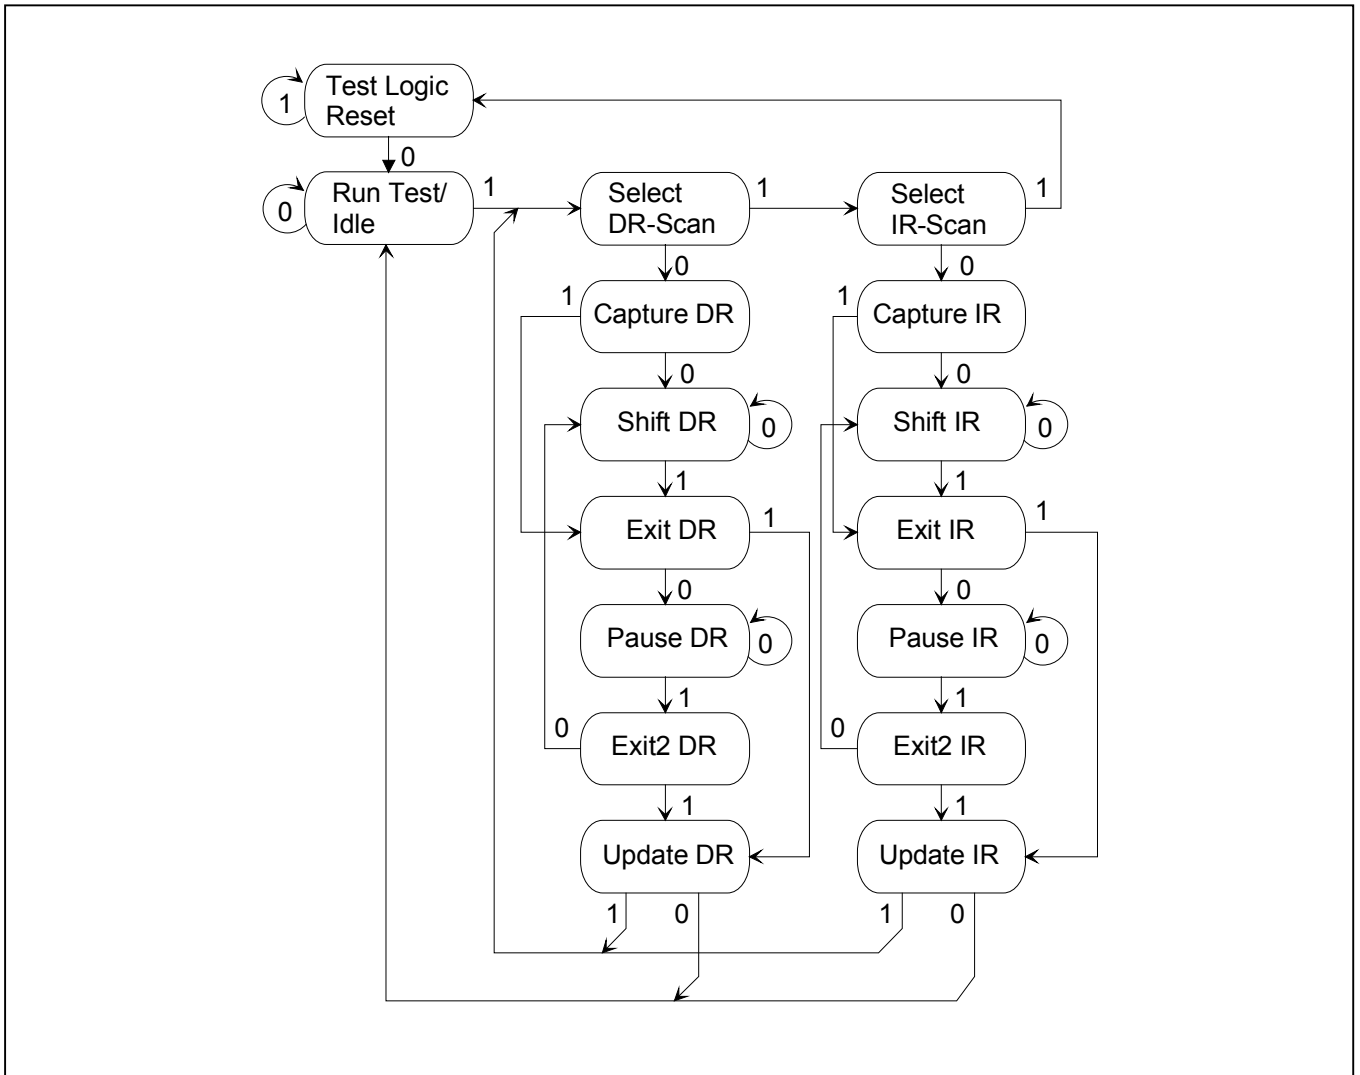 Test Logic
Reset
1
0
Run Test/
Idle
0
1
Select
DR-Scan
1
Select
IR-Scan
1
0
0
1
Capture DR
1
Capture IR
0
0
Shift DR
0
Shift IR
0
1
1
Exit DR
1
Exit IR
1
0
0
Pause DR
0
Pause IR
0
1
1
0
Exit2 DR
0
Exit2 IR
1
1
Update DR
Update IR
1
0
1
0